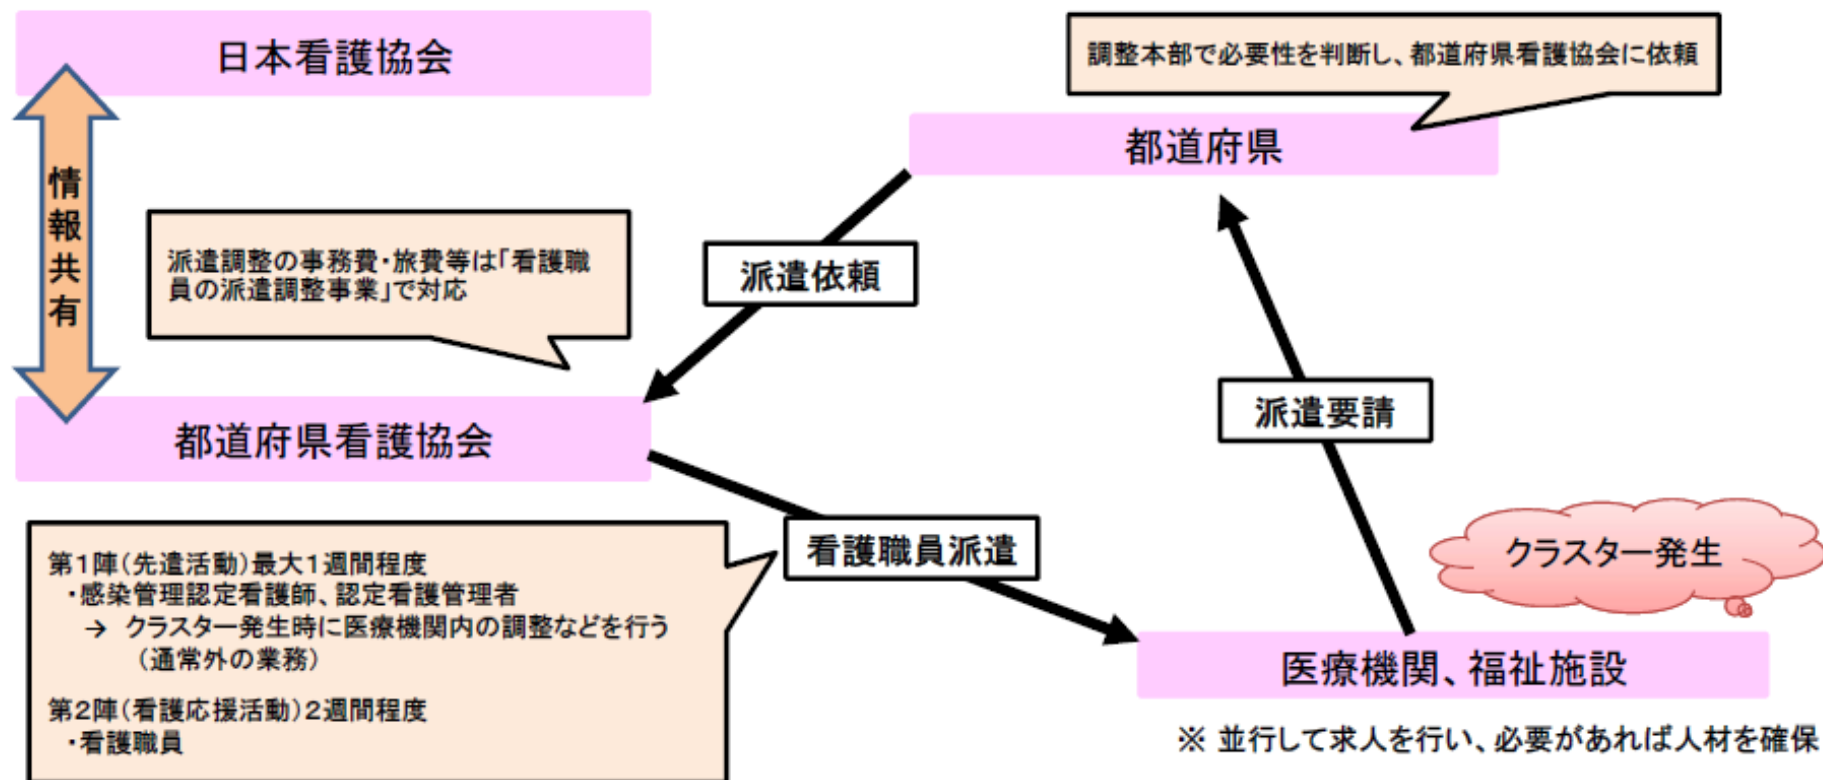 日本看護協会
調整本部で必要性を判断し、都道府県看護協会に依頼
都道府県
情報共有
派遣調整の事務費・旅費等は「看護職
員の派遣調整事業」で対応
派遣依頼
派遣要請
都道府県看護協会
看護職員派遣
クラスター発生
第1陣(先遣活動)最大1週間程度
・感染管理認定看護師、認定看護管理者
→ クラスター発生時に医療機関内の調整などを行う
(通常外の業務)
第2陣(看護応援活動)2週間程度
・看護職員
医療機関、福祉施設
※ 並行して求人を行い、必要があれば人材を確保